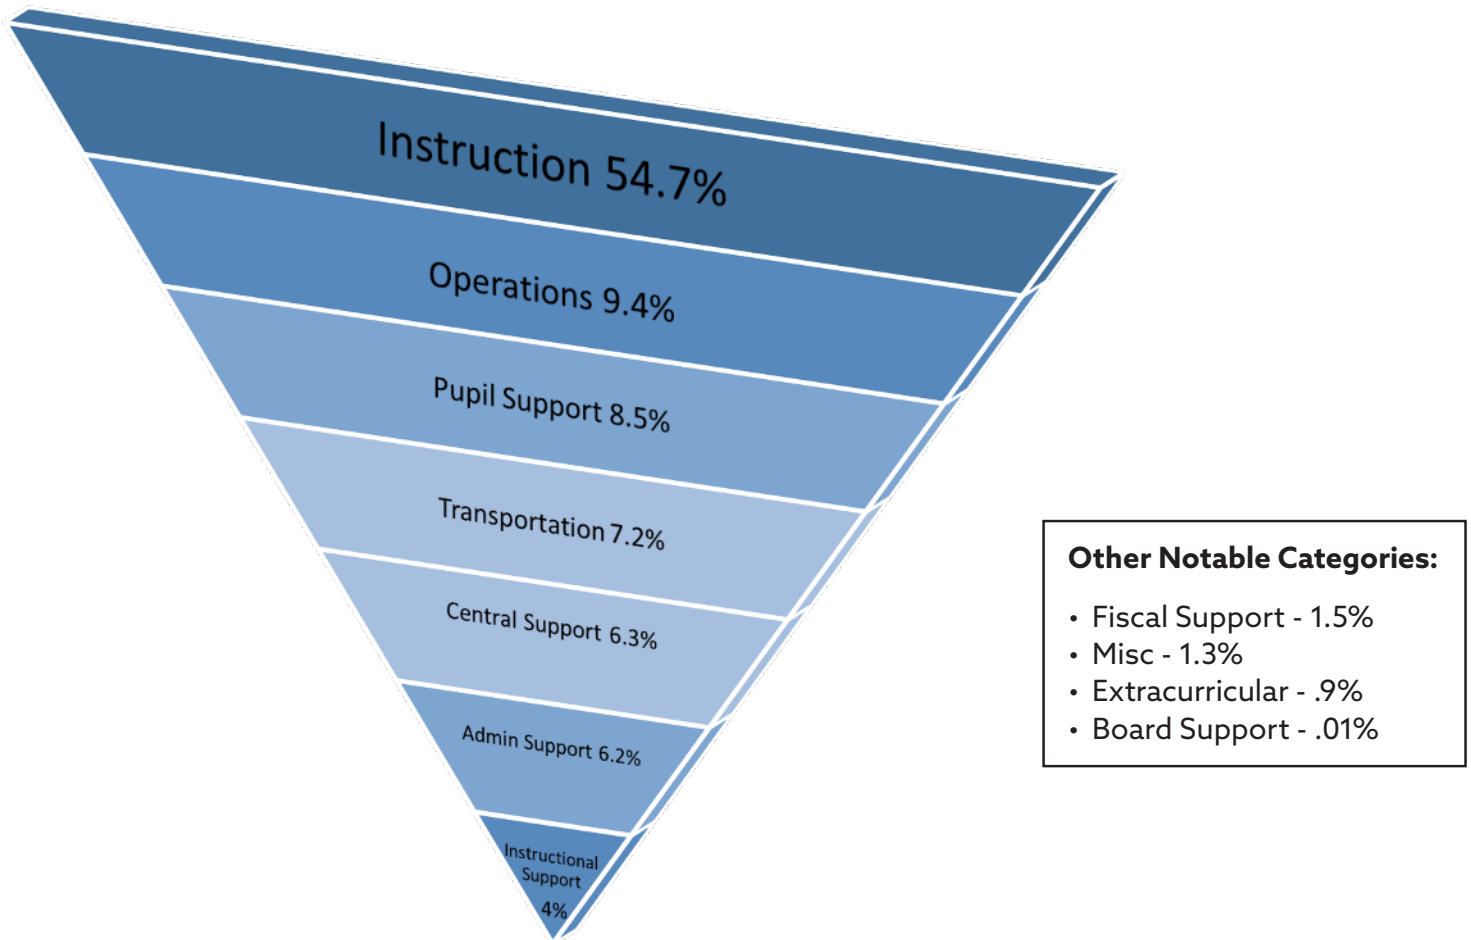 Instruction 54.7%
Operations 9.4%
Pupil Support 8.5%
Transportation 7.2%
Central Support 6.3%
Admin Support 6.2%
Instructional
Support
4%
Other Notable Categories:
• Fiscal Support - 1.5%
• Misc - 1.3%
• Extracurricular - .9%
• Board Support - .01%